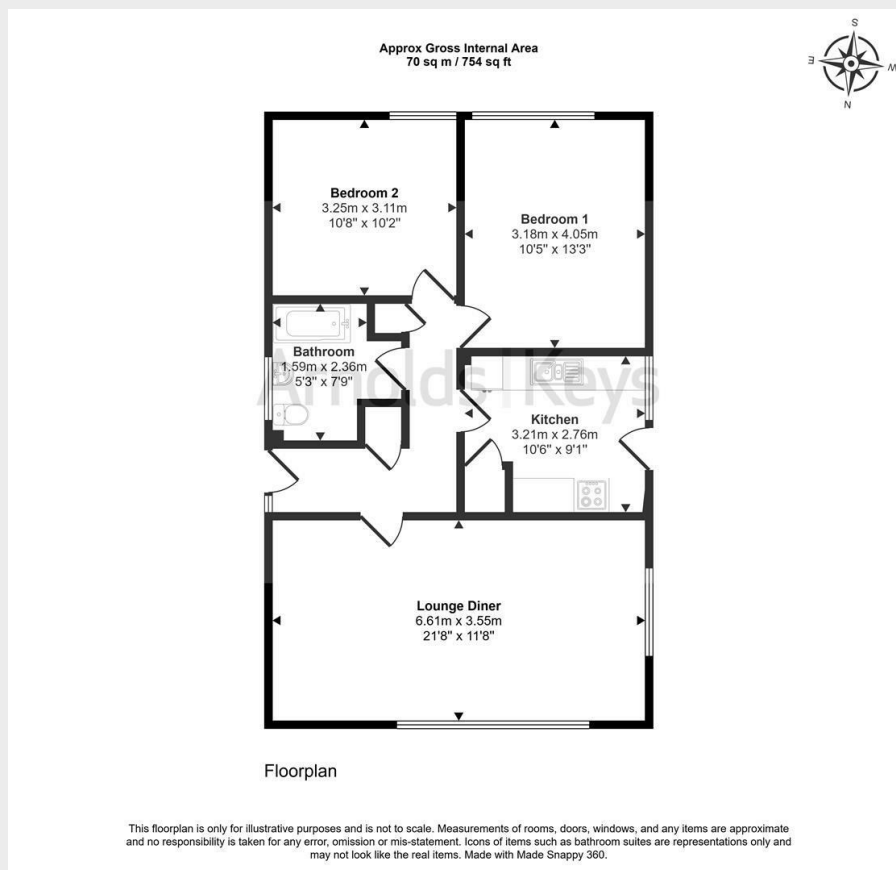 Approx Gross Internal Area
70 sq m / 754 sq ft
S
E
W
N
Bedroom 2
3.25m x 3.11m
10'8" x 10'2"
Bedroom 1
3.18m x 4.05m
10'5" x 13'3"
Bathroom
1.59m x 2.36m
5'3" x 7'9"
Arnolds | Keys
Kitchen
3.21m x 2.76m
10'6" x 9'1"
Lounge Diner
6.61m x 3.55m
21'8" x 11'8"
Floorplan
This floorplan is only for illustrative purposes and is not to scale. Measurements of rooms, doors, windows, and any items are approximate
and no responsibility is taken for any error, omission or mis-statement. Icons of items such as bathroom suites are representations only and
may not look like the real items. Made with Made Snappy 360.